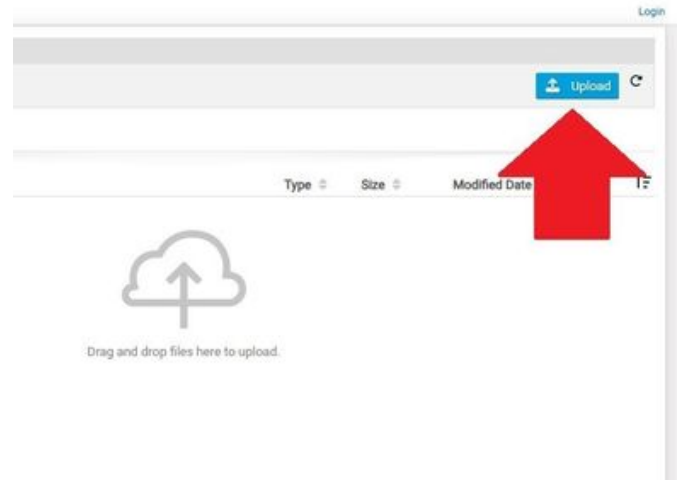 Login
Upload
Type Size Modified Date
Drag and drop files here to upload.